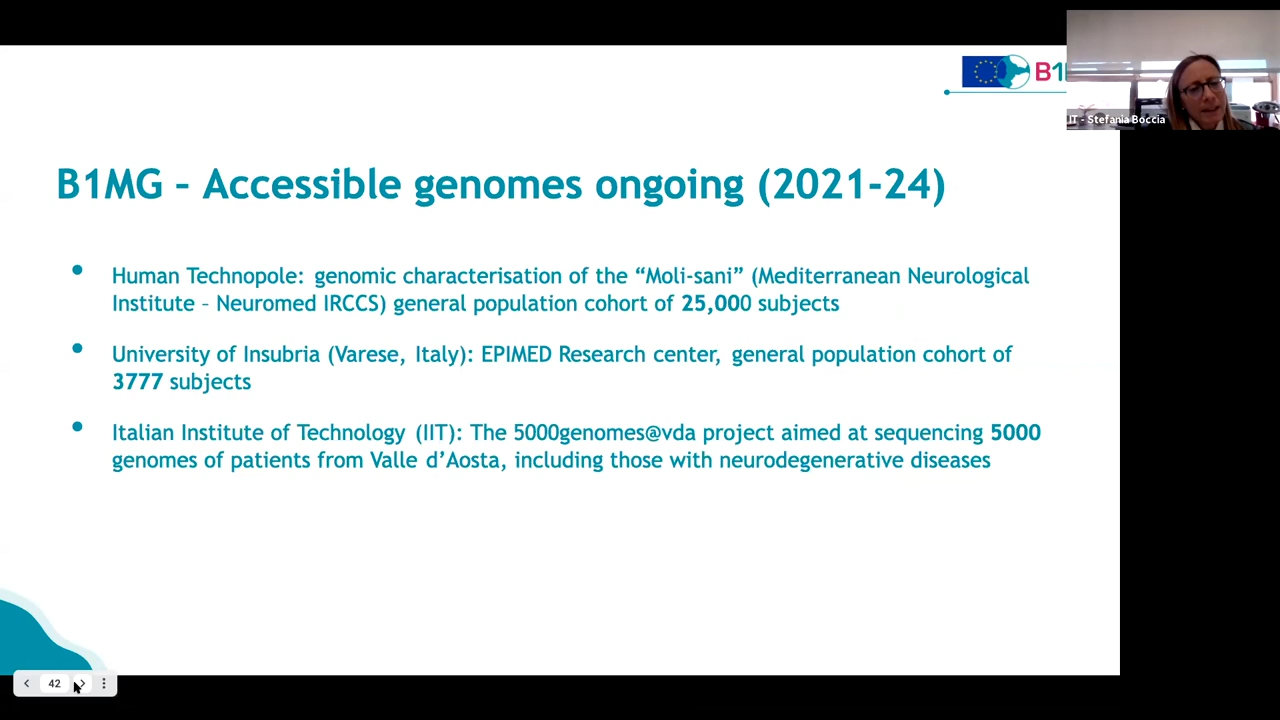 B1
IT - Stefania Boccia
B1MG – Accessible genomes ongoing (2021-24)
• Human Technopole: genomic characterisation of the “Moli-sani” (Mediterranean Neurological
Institute – Neuromed IRCCS) general population cohort of 25,000 subjects
• University of Insubria (Varese, Italy): EPIMED Research center, general population cohort of
3777 subjects
• Italian Institute of Technology (IIT): The 5000genomes@vda project aimed at sequencing 5000
genomes of patients from Valle d’Aosta, including those with neurodegenerative diseases
42